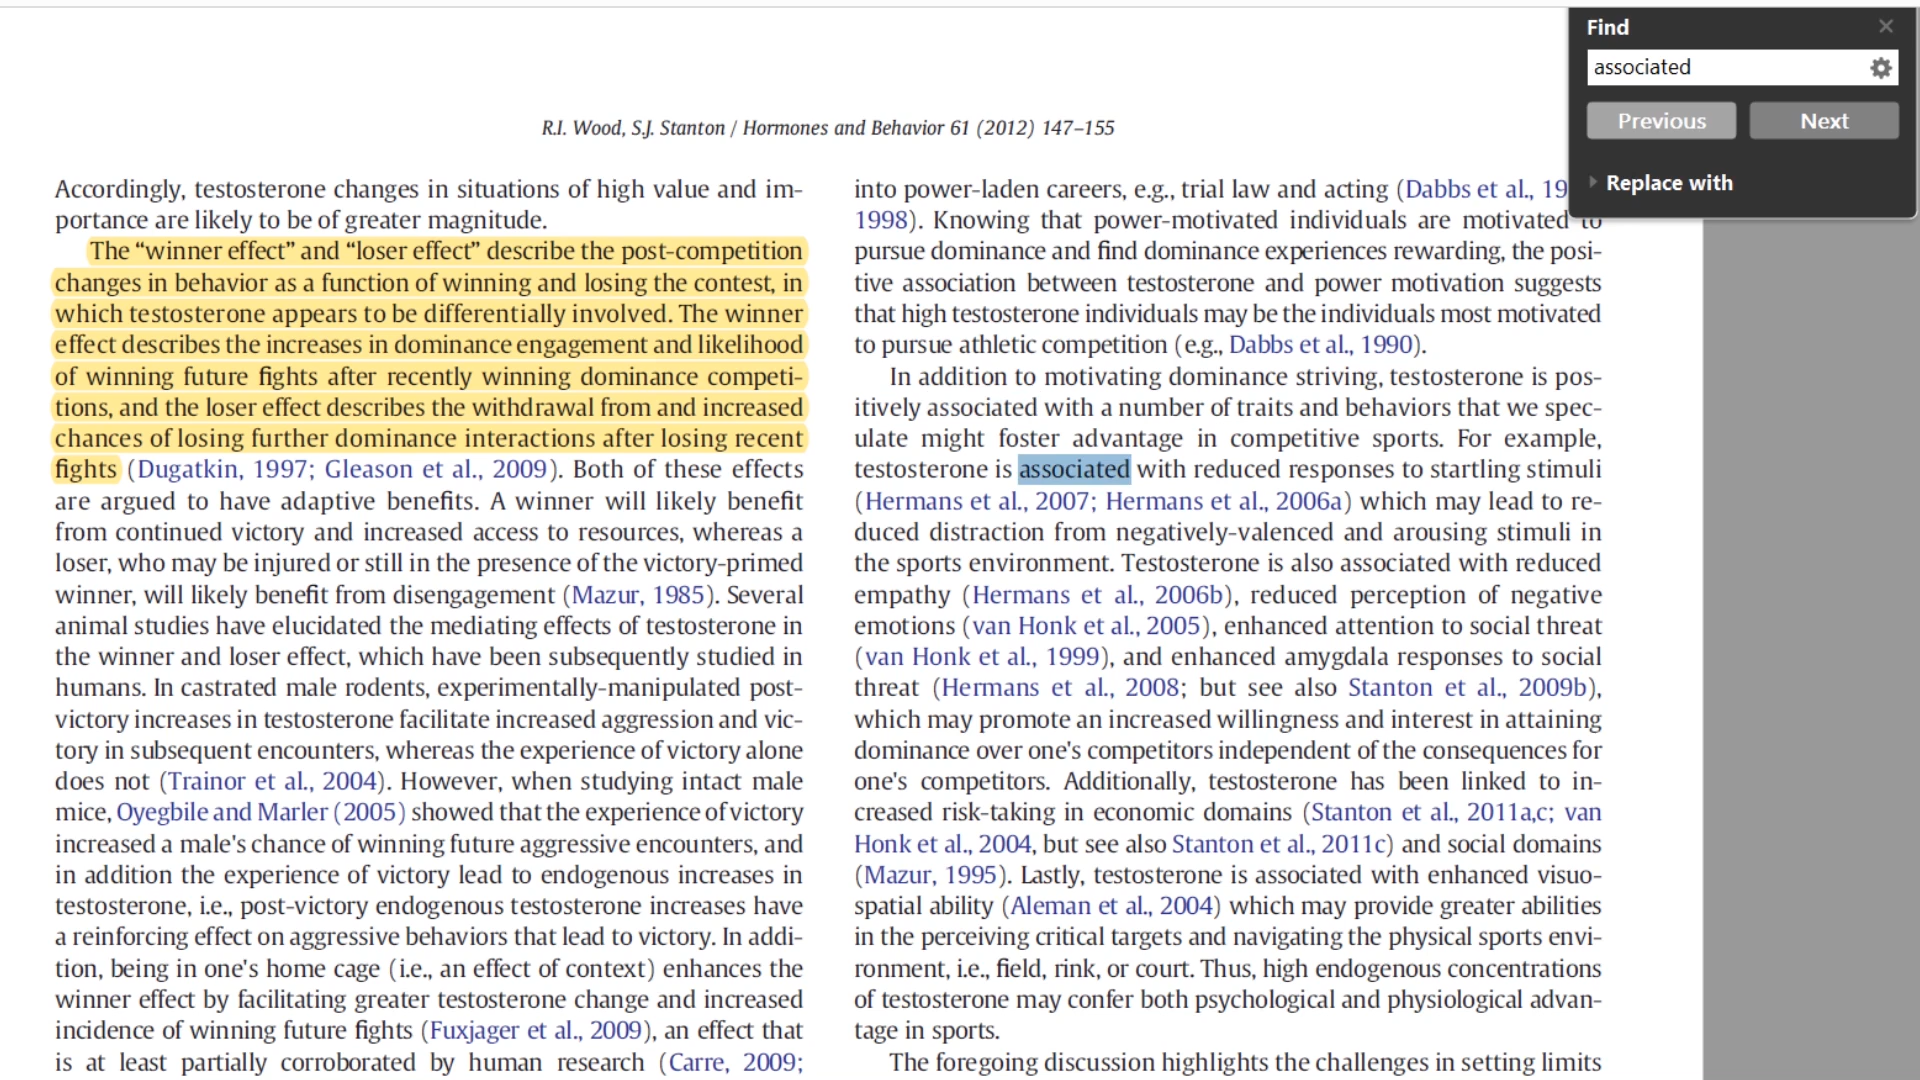 Find
associated
Previous
Next
Replace with
R.I. Wood, S.J. Stanton / Hormones and Behavior 61 (2012) 147–155
Accordingly, testosterone changes in situations of high value and im-
portance are likely to be of greater magnitude.
The “winner effect” and “loser effect” describe the post-competition
changes in behavior as a function of winning and losing the contest, in
which testosterone appears to be differentially involved. The winner
effect describes the increases in dominance engagement and likelihood
of winning future fights after recently winning dominance competi-
tions, and the loser effect describes the withdrawal from and increased
chances of losing further dominance interactions after losing recent
fights (Dugatkin, 1997; Gleason et al., 2009). Both of these effects
are argued to have adaptive benefits. A winner will likely benefit
from continued victory and increased access to resources, whereas a
loser, who may be injured or still in the presence of the victory-primed
winner, will likely benefit from disengagement (Mazur, 1985). Several
animal studies have elucidated the mediating effects of testosterone in
the winner and loser effect, which have been subsequently studied in
humans. In castrated male rodents, experimentally-manipulated post-
victory increases in testosterone facilitate increased aggression and vic-
tory in subsequent encounters, whereas the experience of victory alone
does not (Trainor et al., 2004). However, when studying intact male
mice, Oyegbile and Marler (2005) showed that the experience of victory
increased a male's chance of winning future aggressive encounters, and
in addition the experience of victory lead to endogenous increases in
testosterone, i.e., post-victory endogenous testosterone increases have
a reinforcing effect on aggressive behaviors that lead to victory. In addi-
tion, being in one's home cage (i.e., an effect of context) enhances the
winner effect by facilitating greater testosterone change and increased
incidence of winning future fights (Fuxjager et al., 2009), an effect that
is at least partially corroborated by human research (Carre, 2009;
into power-laden careers, e.g., trial law and acting (Dabbs et al., 19
1998). Knowing that power-motivated individuals are motivated to
pursue dominance and find dominance experiences rewarding, the posi-
tive association between testosterone and power motivation suggests
that high testosterone individuals may be the individuals most motivated
to pursue athletic competition (e.g., Dabbs et al., 1990).
In addition to motivating dominance striving, testosterone is pos-
itively associated with a number of traits and behaviors that we spec-
ulate might foster advantage in competitive sports. For example,
testosterone is associated with reduced responses to startling stimuli
(Hermans et al., 2007; Hermans et al., 2006a) which may lead to re-
duced distraction from negatively-valenced and arousing stimuli in
the sports environment. Testosterone is also associated with reduced
empathy (Hermans et al., 2006b), reduced perception of negative
emotions (van Honk et al., 2005), enhanced attention to social threat
(van Honk et al., 1999), and enhanced amygdala responses to social
threat (Hermans et al., 2008; but see also Stanton et al., 2009b),
which may promote an increased willingness and interest in attaining
dominance over one's competitors independent of the consequences for
one's competitors. Additionally, testosterone has been linked to in-
creased risk-taking in economic domains (Stanton et al., 2011a,c; van
Honk et al., 2004, but see also Stanton et al., 2011c) and social domains
(Mazur, 1995). Lastly, testosterone is associated with enhanced visuo-
spatial ability (Aleman et al., 2004) which may provide greater abilities
in the perceiving critical targets and navigating the physical sports envi-
ronment, i.e., field, rink, or court. Thus, high endogenous concentrations
of testosterone may confer both psychological and physiological advan-
tage in sports.
The foregoing discussion highlights the challenges in setting limits